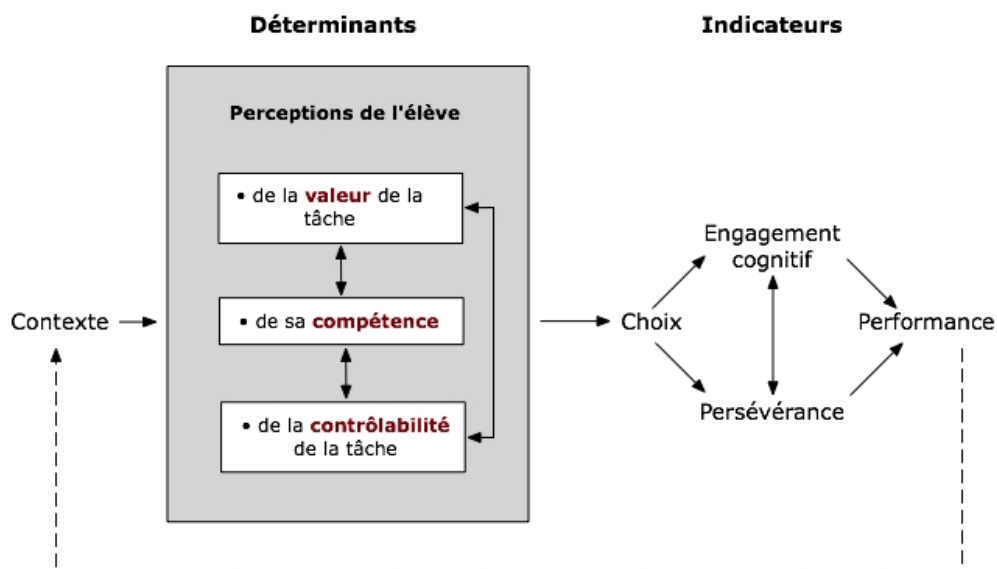 Déterminants
Indicateurs
Perceptions de l'élève
• de la valeur de la
tâche
• de sa compétence
• de la contrôlabilité
de la tâche
Contexte
Choix
Engagement
cognitif
Persévérance
Performance